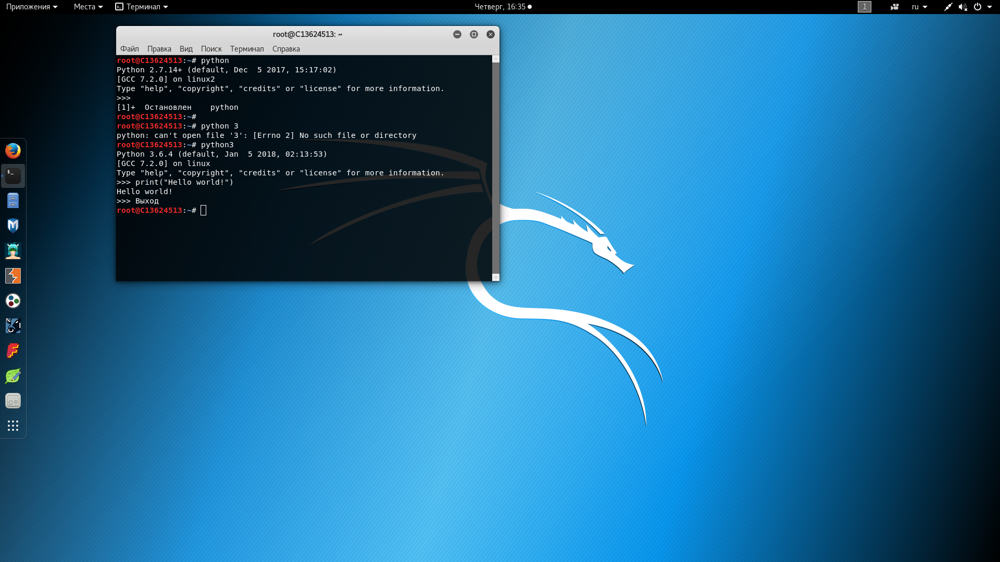 Приложения Места Терминал Четверг, 16:35 1 ru
root@C13624513: ~
Файл Правка Вид Поиск Терминал Справка
root@C13624513:~# python
Python 2.7.14+ (default, Dec  5 2017, 15:17:02)
[GCC 7.2.0] on linux2
Type "help", "copyright", "credits" or "license" for more information.
>>>
[1]+  Остановлен    python
root@C13624513:~#
root@C13624513:~# python 3
python: can't open file '3': [Errno 2] No such file or directory
root@C13624513:~# python3
Python 3.6.4 (default, Jan  5 2018, 02:13:53)
[GCC 7.2.0] on linux
Type "help", "copyright", "credits" or "license" for more information.
>>> print("Hello world!")
Hello world!
>>> Выход
root@C13624513:~#